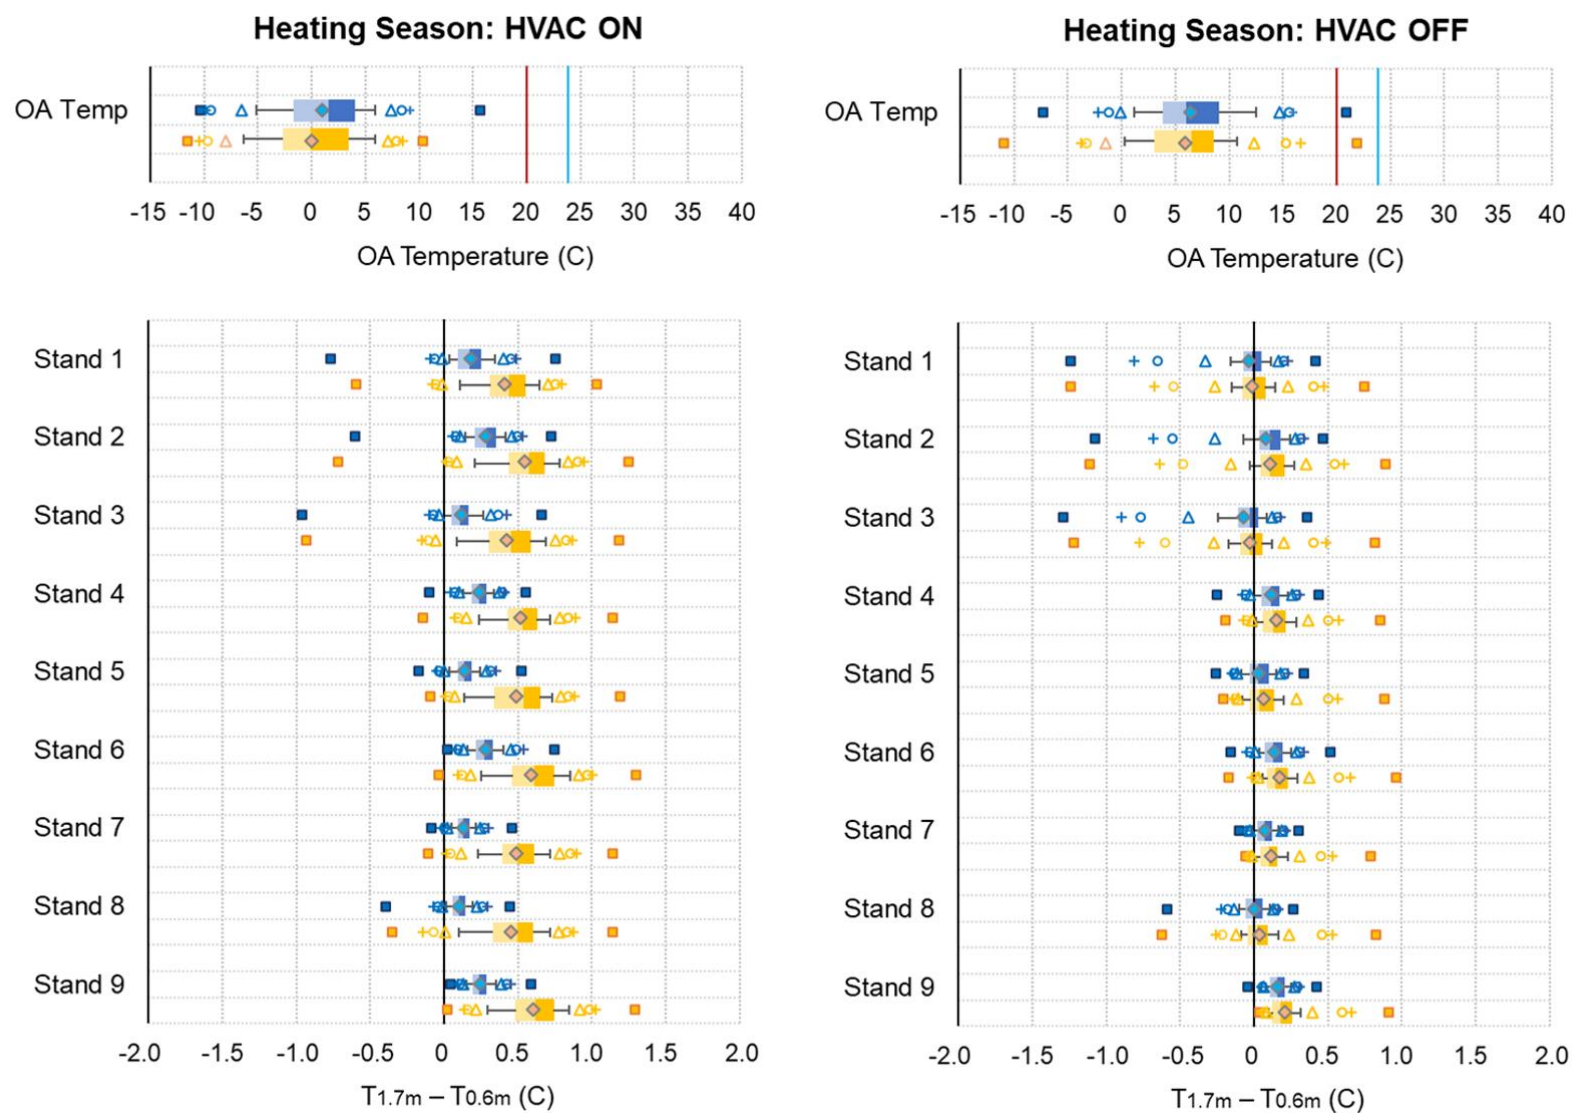 Heating Season: HVAC ON
OA Temp
-15 -10 -5 0 5 10 15 20 25 30 35 40
OA Temperature (C)
Stand 1
Stand 2
Stand 3
Stand 4
Stand 5
Stand 6
Stand 7
Stand 8
Stand 9
-2.0 -1.5 -1.0 -0.5 0 0.5 1.0 1.5 2.0
T1.7m – T0.6m (C)
Heating Season: HVAC OFF
OA Temp
-15 -10 -5 0 5 10 15 20 25 30 35 40
OA Temperature (C)
Stand 1
Stand 2
Stand 3
Stand 4
Stand 5
Stand 6
Stand 7
Stand 8
Stand 9
-2.0 -1.5 -1.0 -0.5 0 0.5 1.0 1.5 2.0
T1.7m – T0.6m (C)